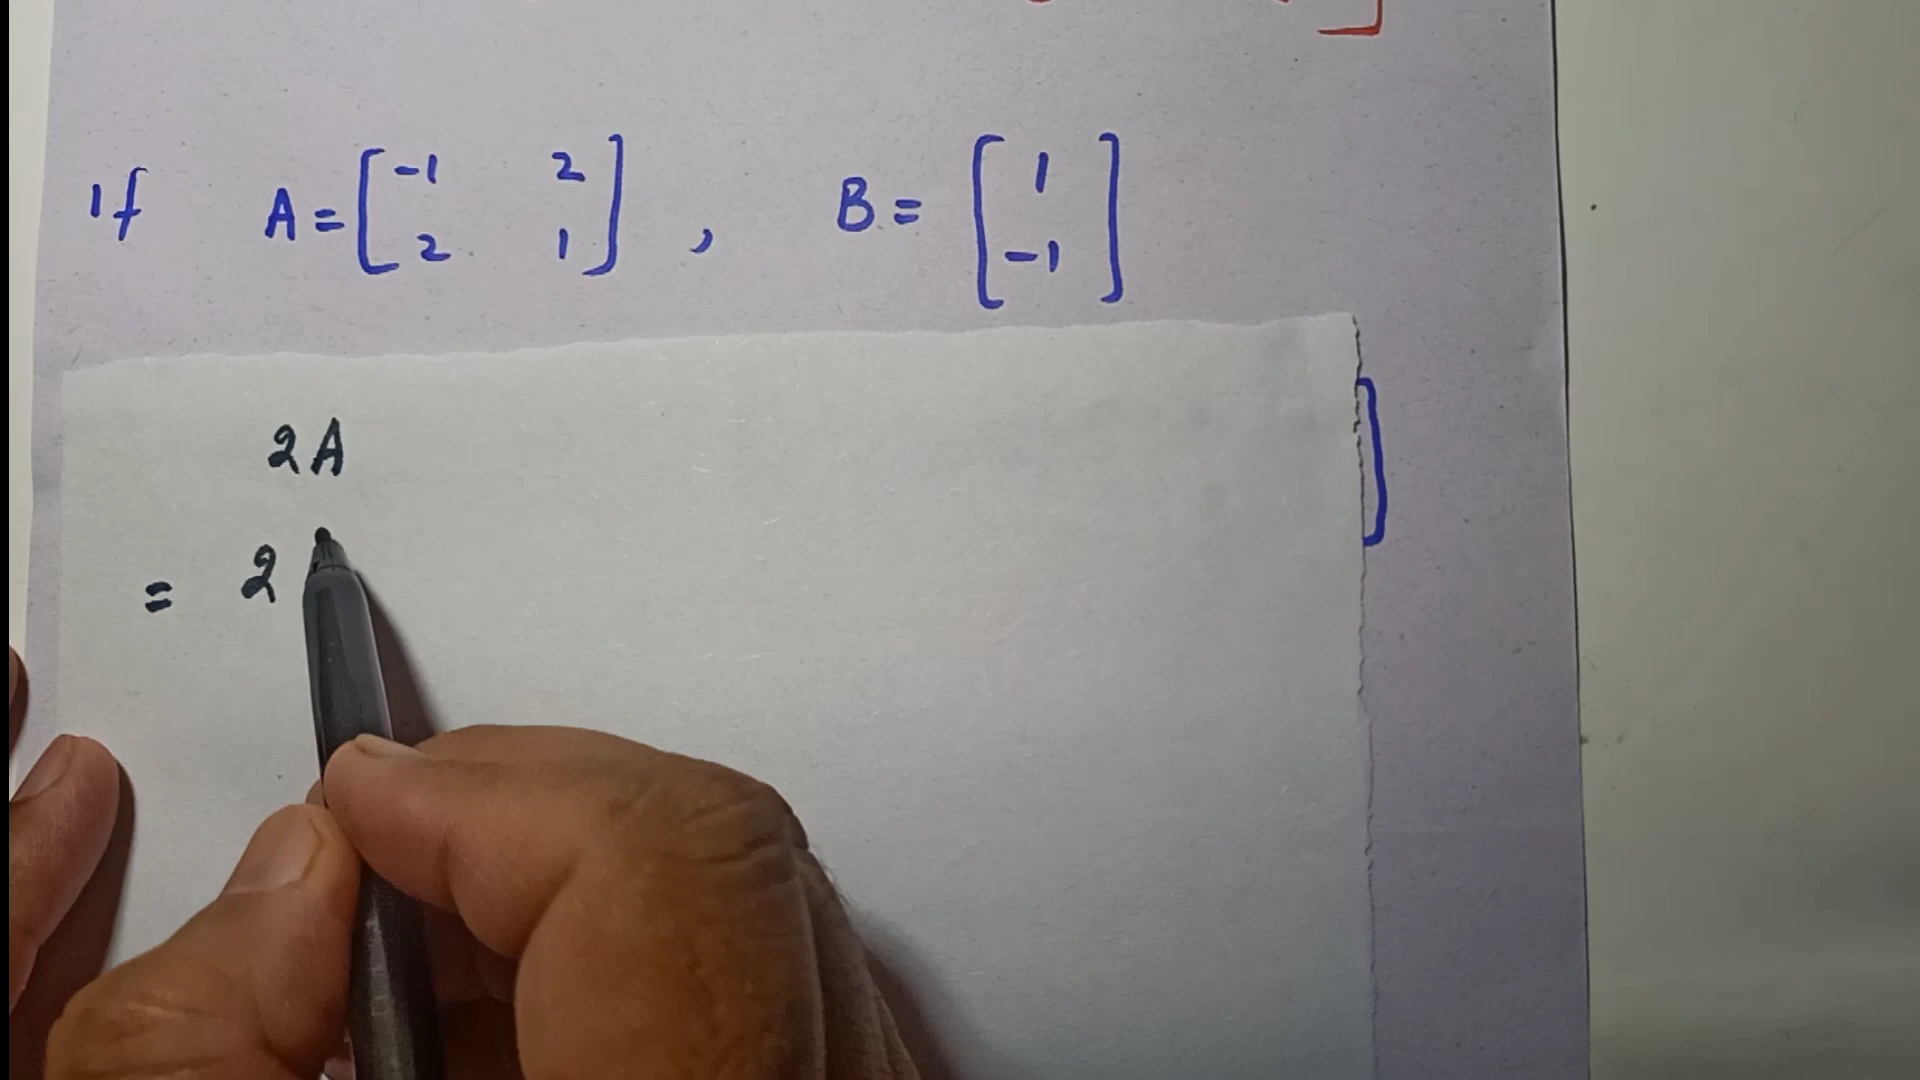 If A = [ -1 2 ] , B = [ 1 ]
[ 2 1 ] [ -1 ]
2A
= 2